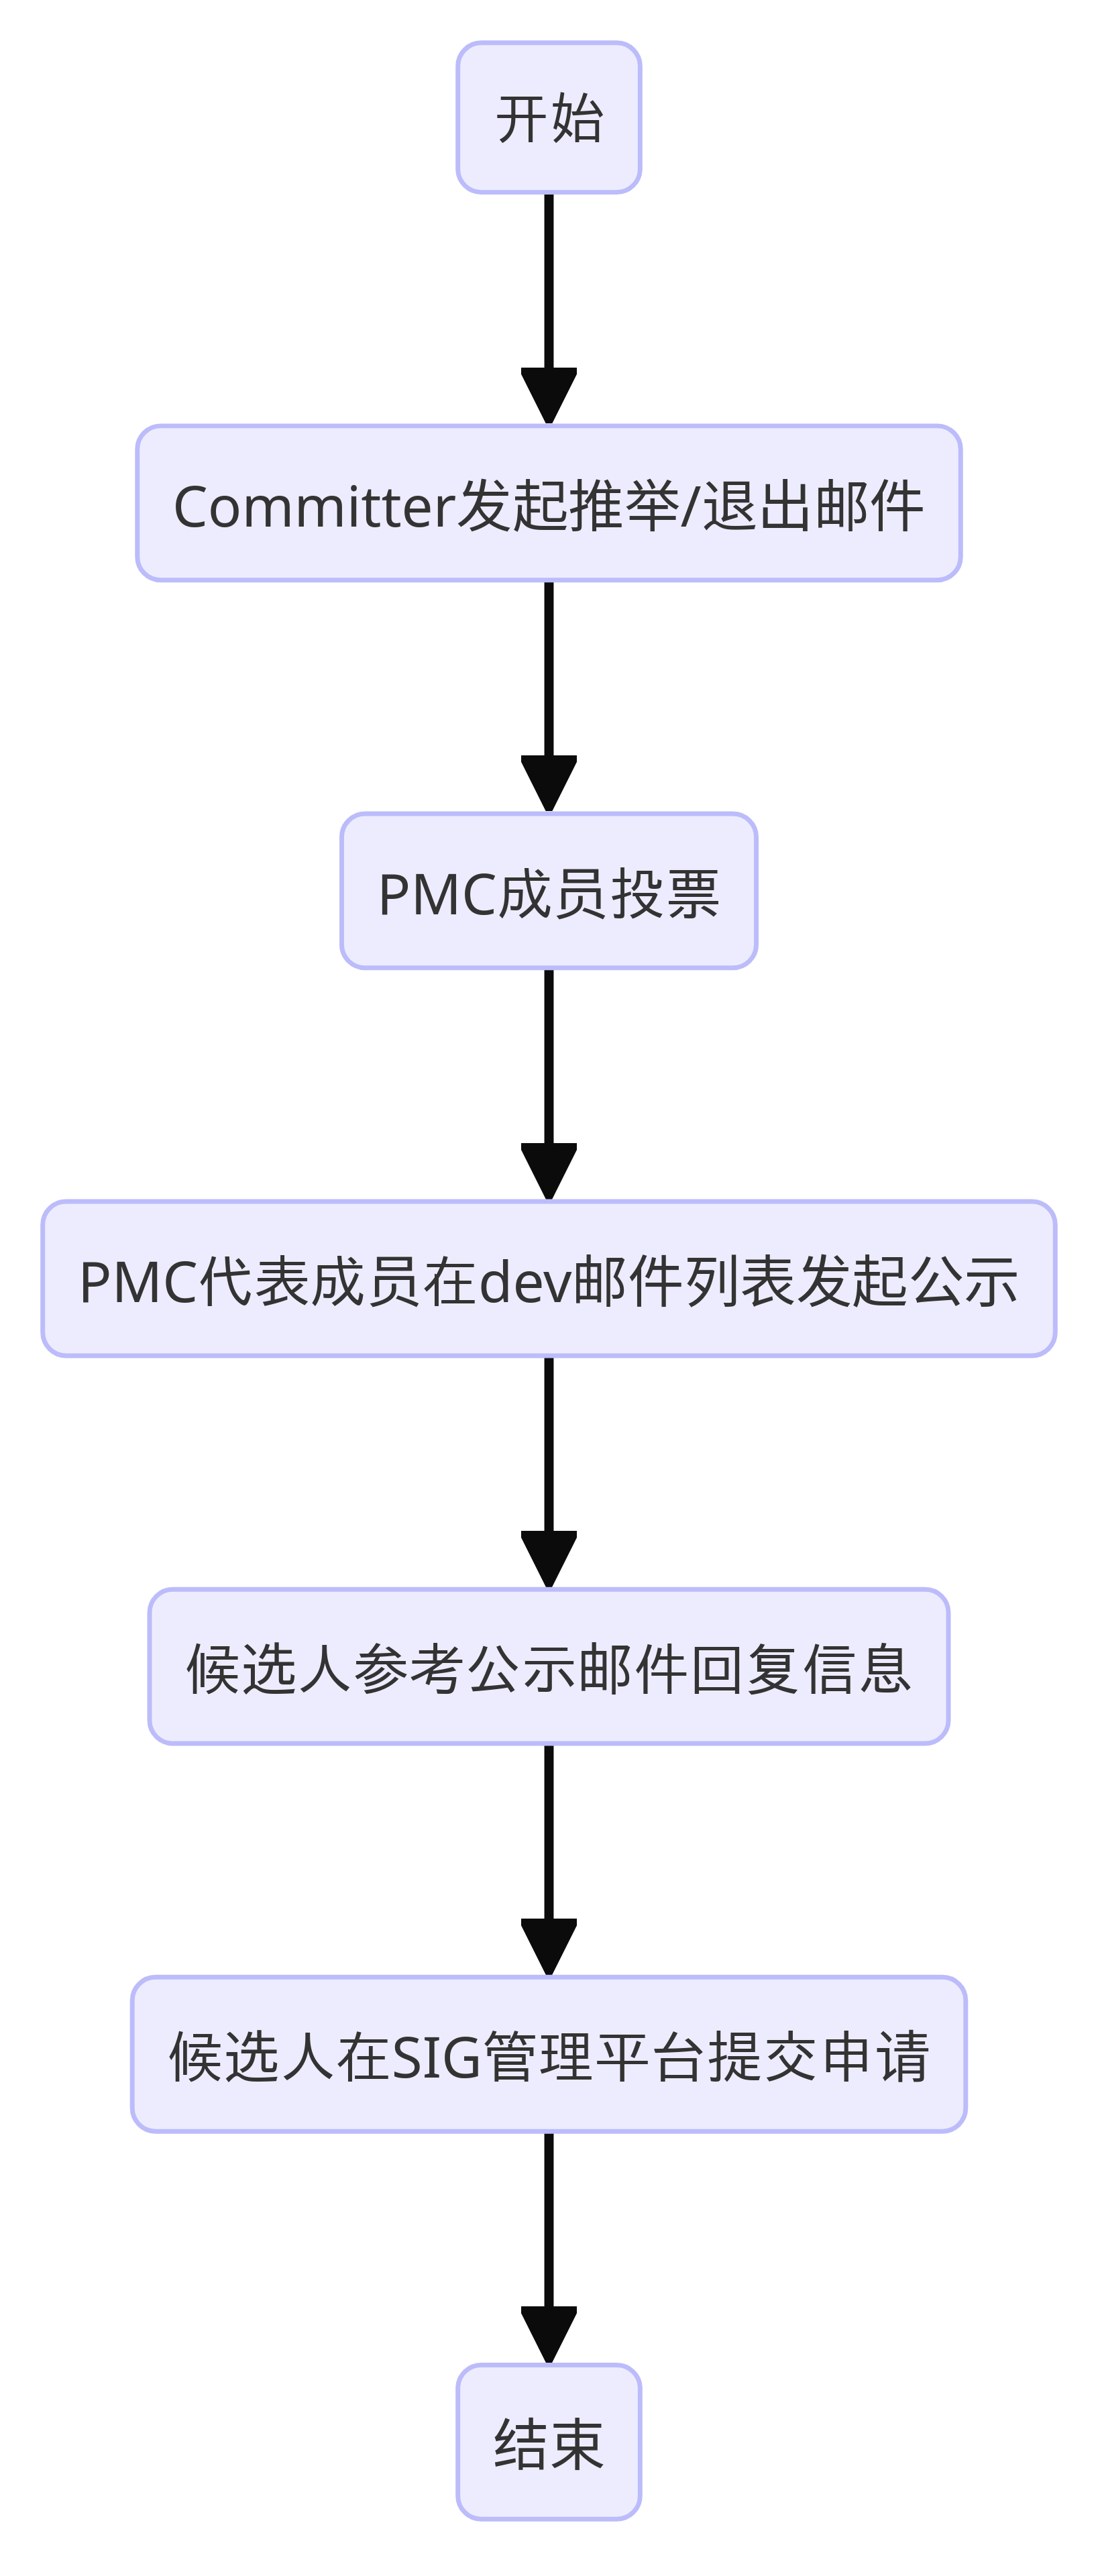 开始
Committer发起推举/退出邮件
PMC成员投票
PMC代表成员在dev邮件列表发起公示
候选人参考公示邮件回复信息
候选人在SIG管理平台提交申请
结束